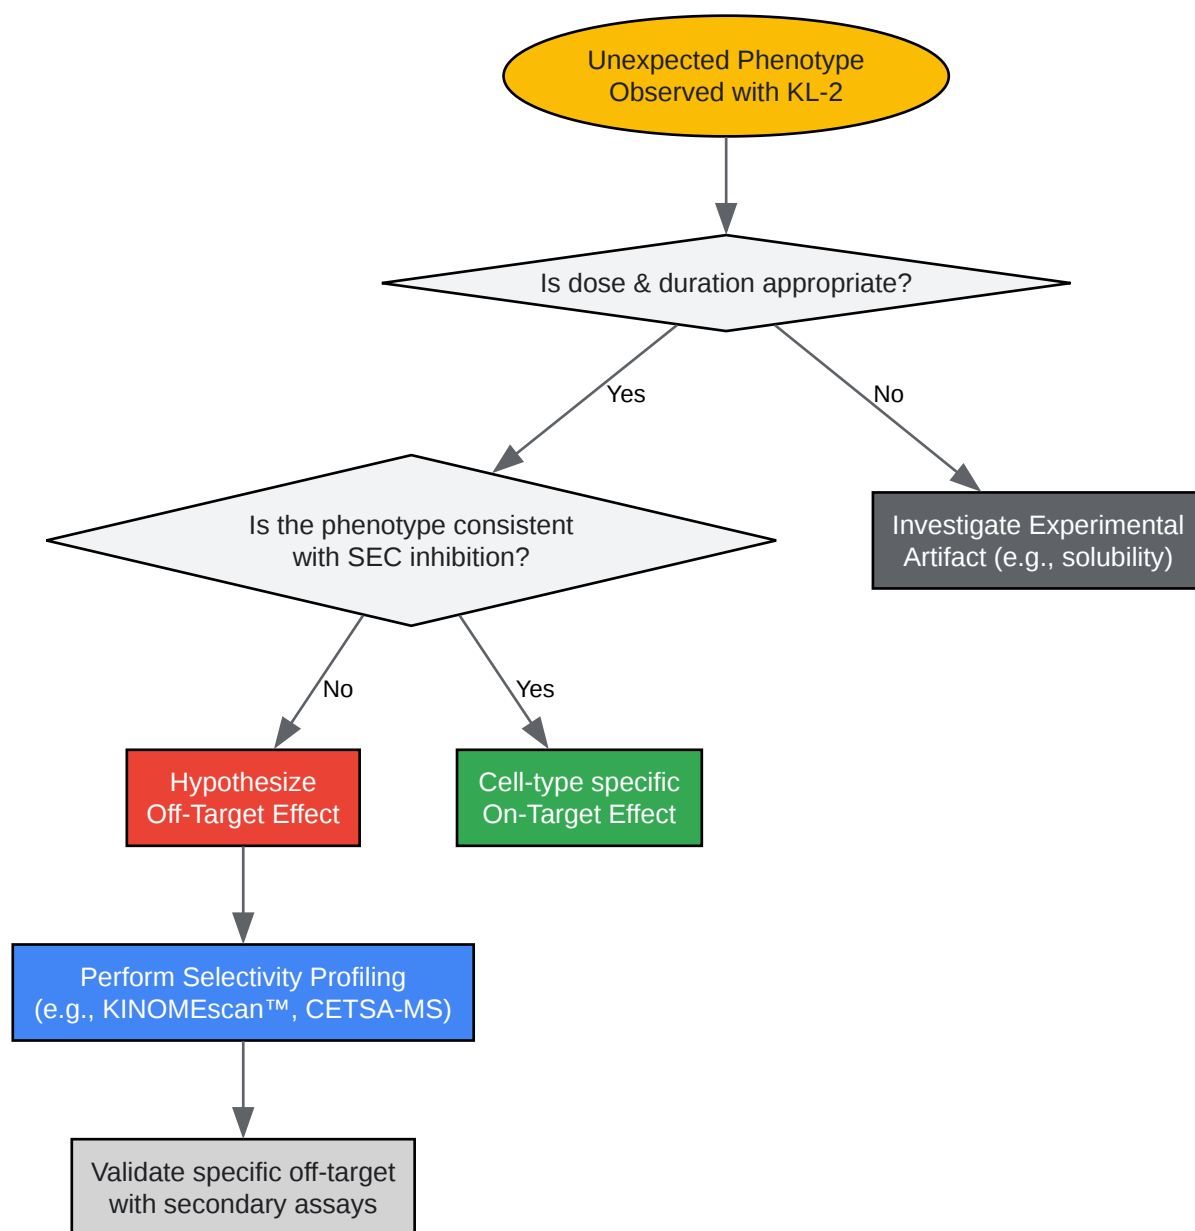 Unexpected Phenotype
Observed with KL-2
Is dose & duration appropriate?
Yes
No
Is the phenotype consistent
with SEC inhibition?
Investigate Experimental
Artifact (e.g., solubility)
No
Yes
Hypothesize
Off-Target Effect
Cell-type specific
On-Target Effect
Perform Selectivity Profiling
(e.g., KINOMEscan™, CETSA-MS)
Validate specific off-target
with secondary assays